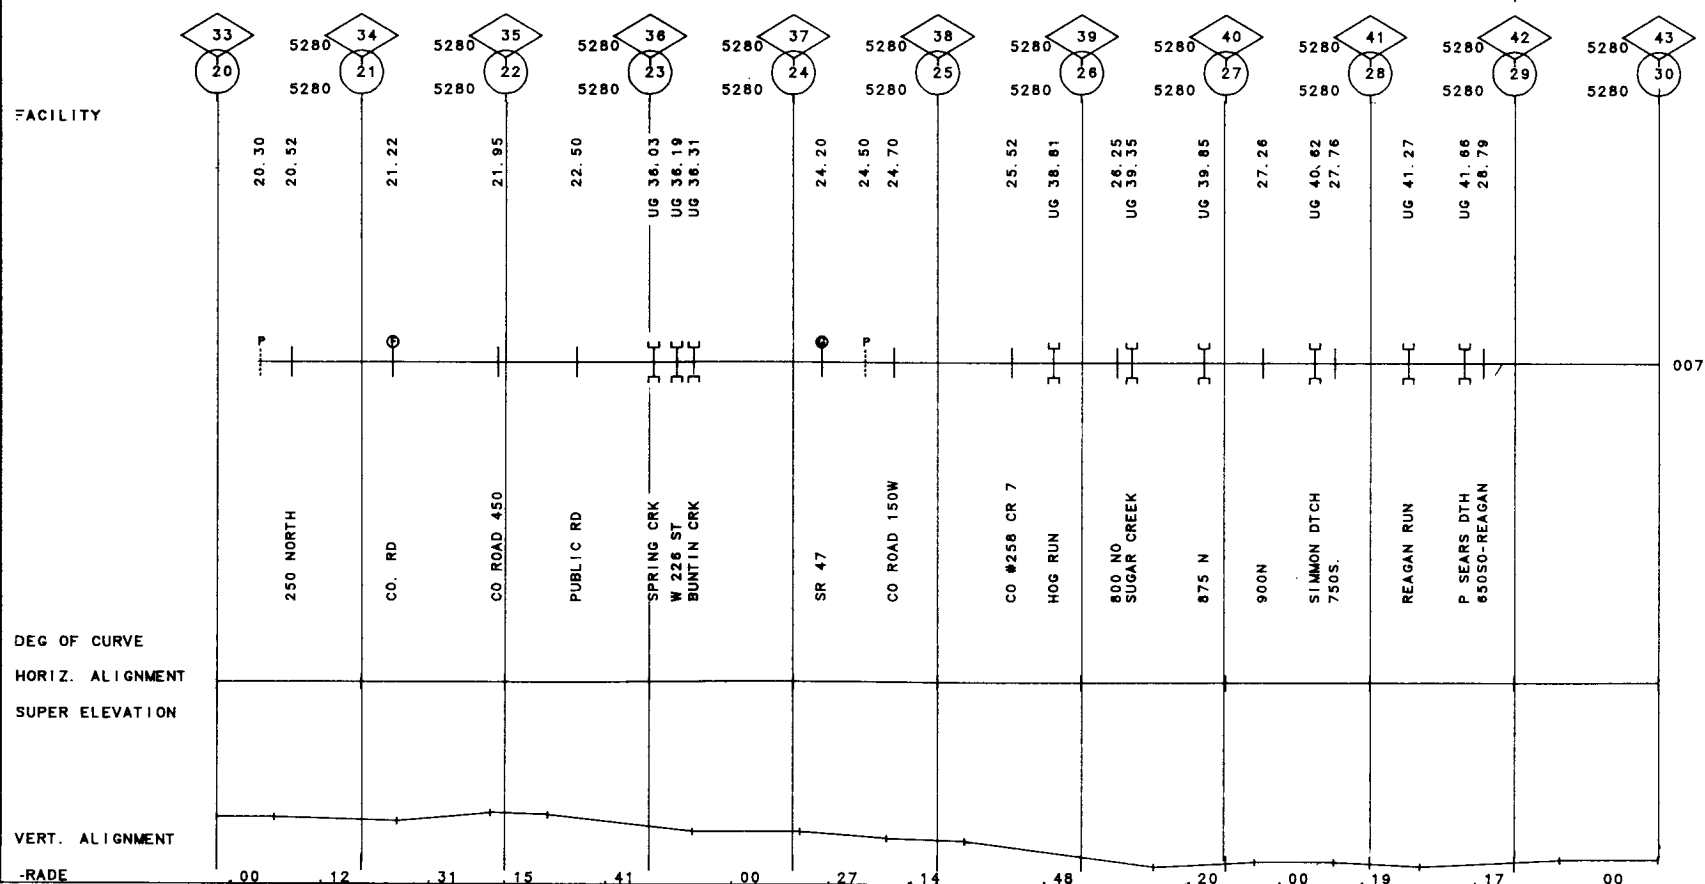 33 34 35 36 37 38 39 40 41 42 43
5280 5280 5280 5280 5280 5280 5280 5280 5280 5280
20 21 22 23 24 25 26 27 28 29 30
5280 5280 5280 5280 5280 5280 5280 5280 5280 5280
FACILITY
20.30
20.52
21.22
21.95
22.50
UG 36.03
UG 36.19
UG 36.31
24.20
24.50
24.70
25.52
UG 38.81
26.25
UG 39.35
UG 39.85
27.26
UG 40.62
27.76
UG 41.27
UG 41.66
28.79
P F P
007
250 NORTH
CO. RD
CO ROAD 450
PUBLIC RD
SPRING CRK
W 226 ST
BUNTIN CRK
SR 47
CO ROAD 150W
CO #258 CR 7
HOG RUN
800 NO
SUGAR CREEK
875 N
900N
SIMMON DTCH
750S.
REAGAN RUN
P SEARS DTH
650SO-REAGAN
DEG OF CURVE
HORIZ. ALIGNMENT
SUPER ELEVATION
VERT. ALIGNMENT
-RADE .00 .12 .31 .15 .41 .00 .27 .14 .48 .20 .00 .19 .17 00